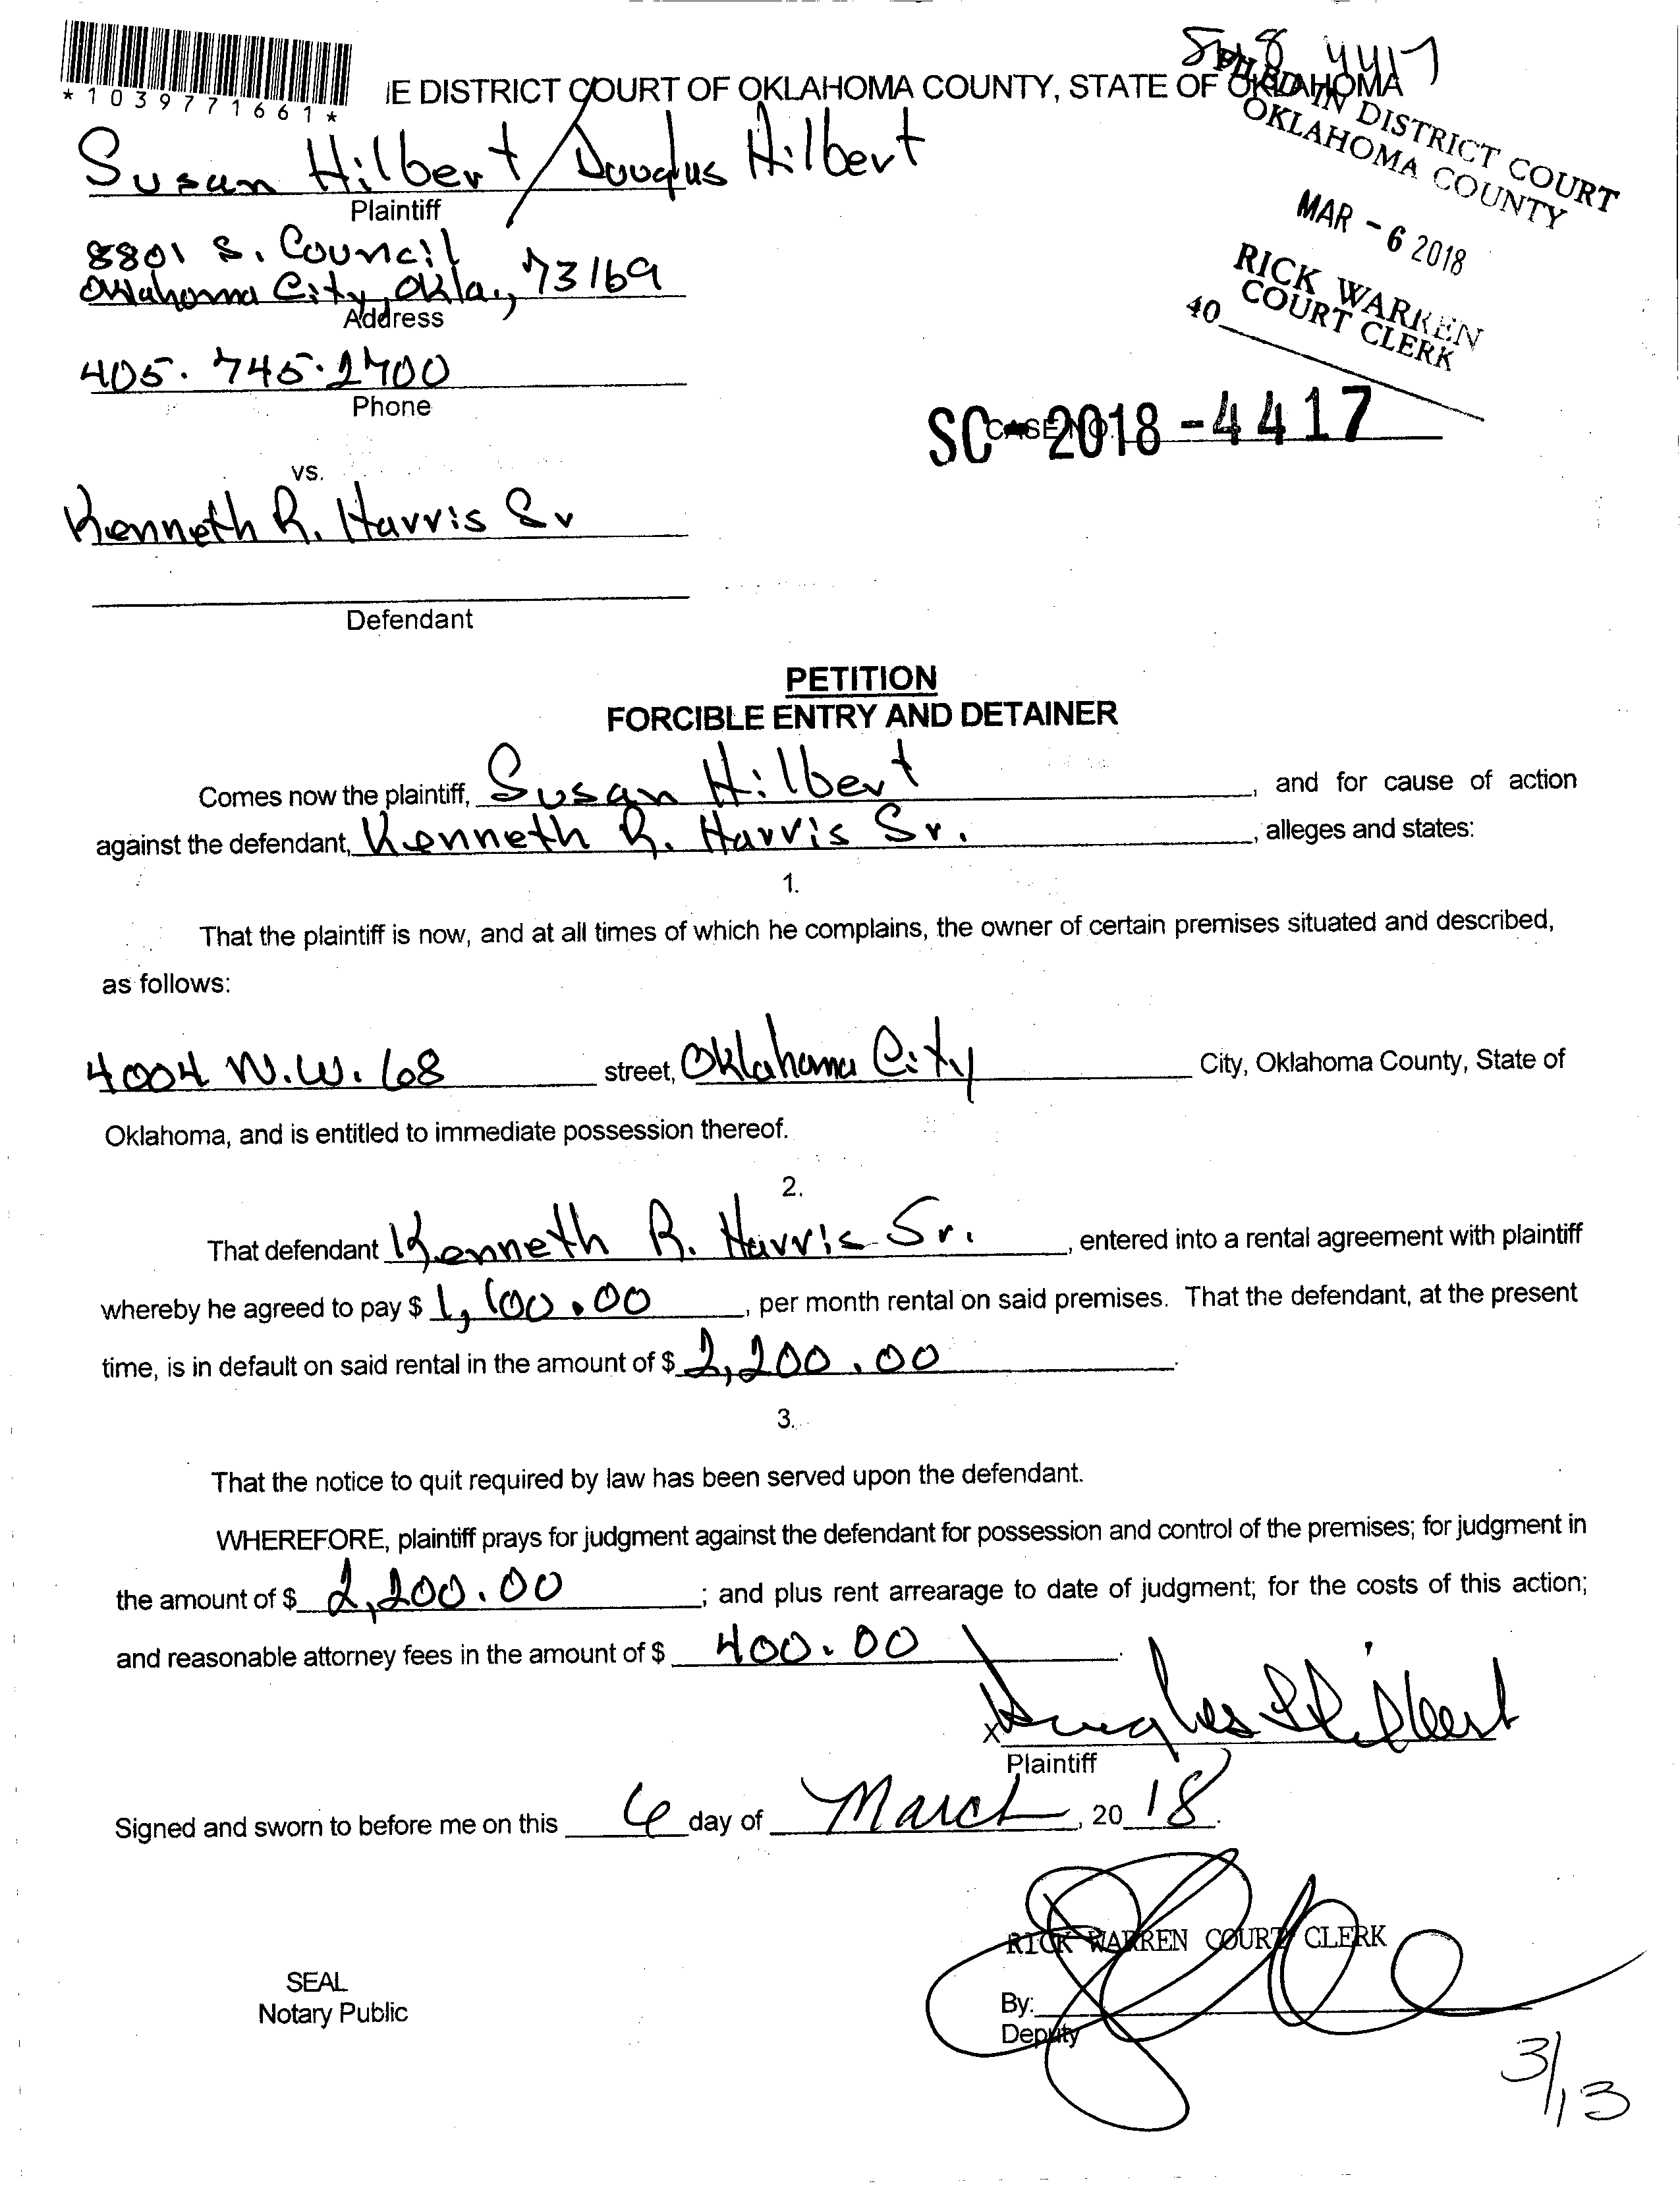 *1039771661*
E DISTRICT COURT OF OKLAHOMA COUNTY, STATE OF OKLAHOMA
4417
FILED IN DISTRICT COURT
OKLAHOMA COUNTY
MAR - 6 2018
RICK WARREN
COURT CLERK
40
Susan Hilbert / Douglas Hilbert
Plaintiff
8801 S. Council
Oklahoma City, Okla., 73169
Address
405. 745. 2700
Phone
CASE NO.
SC - 2018 - 4417
vs.
Kenneth R. Harris Sr
Defendant
PETITION
FORCIBLE ENTRY AND DETAINER
Comes now the plaintiff, Susan Hilbert, and for cause of action
against the defendant, Kenneth R. Harris Sr., alleges and states:
1.
That the plaintiff is now, and at all times of which he complains, the owner of certain premises situated and described,
as follows:
4004 N.W. 68 street, Oklahoma City City, Oklahoma County, State of
Oklahoma, and is entitled to immediate possession thereof.
2.
That defendant Kenneth R. Harris Sr., entered into a rental agreement with plaintiff
whereby he agreed to pay $ 1,100.00, per month rental on said premises. That the defendant, at the present
time, is in default on said rental in the amount of $ 2,200.00.
3.
That the notice to quit required by law has been served upon the defendant.
WHEREFORE, plaintiff prays for judgment against the defendant for possession and control of the premises; for judgment in
the amount of $ 2,200.00; and plus rent arrearage to date of judgment; for the costs of this action;
and reasonable attorney fees in the amount of $ 400.00.
X Douglas Hilbert
Plaintiff
Signed and sworn to before me on this 6 day of March, 20 18.
RICK WARREN COURT CLERK
SEAL
Notary Public
By:
Deputy
3/13